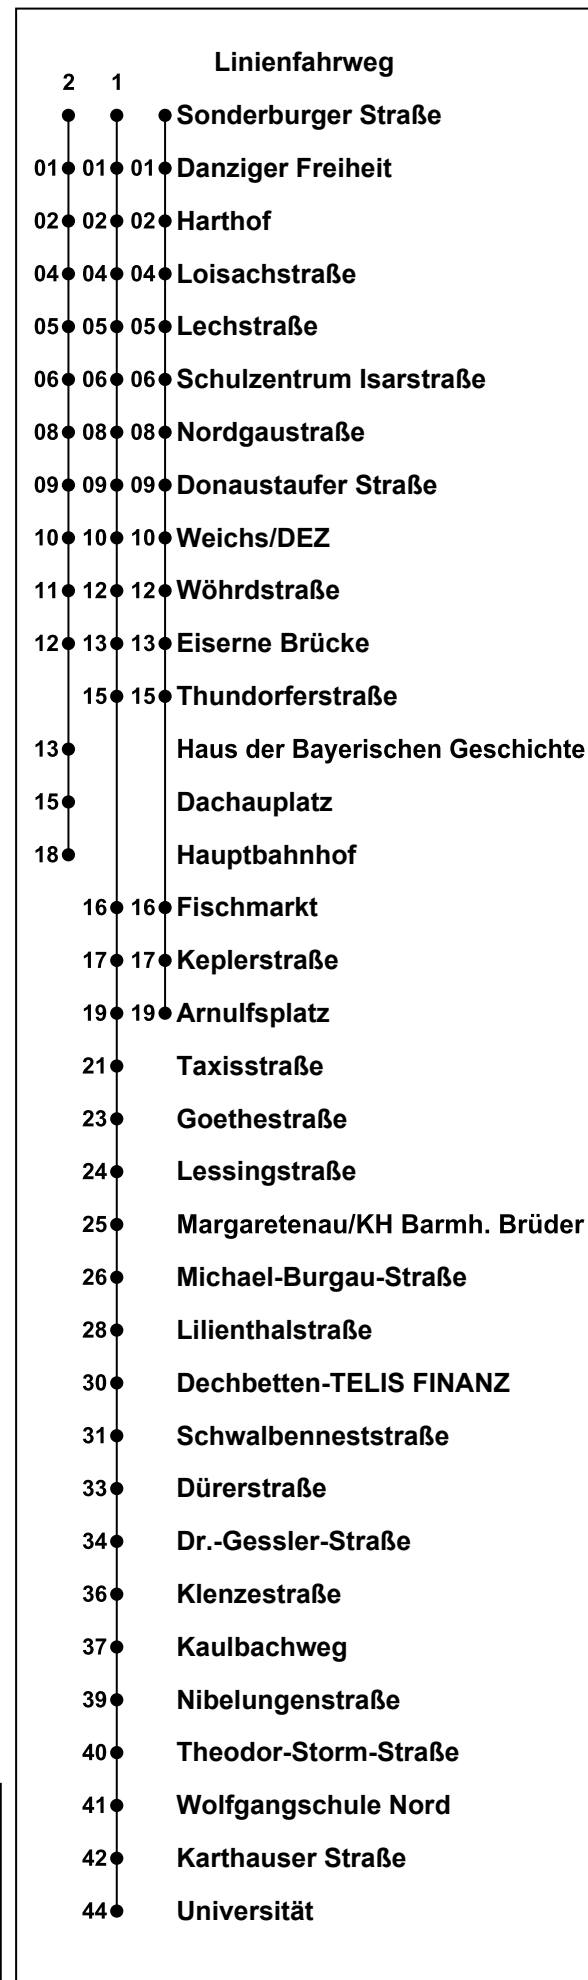 Linienfahrweg
2 1
Sonderburger Straße
01 01 01 Danziger Freiheit
02 02 02 Harthof
04 04 04 Loisachstraße
05 05 05 Lechstraße
06 06 06 Schulzentrum Isarstraße
08 08 08 Nordgaustraße
09 09 09 Donaustaufer Straße
10 10 10 Weichs/DEZ
11 12 12 Wöhrdstraße
12 13 13 Eiserne Brücke
15 15 Thundorferstraße
13 Haus der Bayerischen Geschichte
15 Dachauplatz
18 Hauptbahnhof
16 16 Fischmarkt
17 17 Keplerstraße
19 19 Arnulfsplatz
21 Taxisstraße
23 Goethestraße
24 Lessingstraße
25 Margaretenau/KH Barmh. Brüder
26 Michael-Burgau-Straße
28 Lilienthalstraße
30 Dechbetten-TELIS FINANZ
31 Schwalbenneststraße
33 Dürerstraße
34 Dr.-Gessler-Straße
36 Klenzestraße
37 Kaulbachweg
39 Nibelungenstraße
40 Theodor-Storm-Straße
41 Wolfgangschule Nord
42 Karthauser Straße
44 Universität